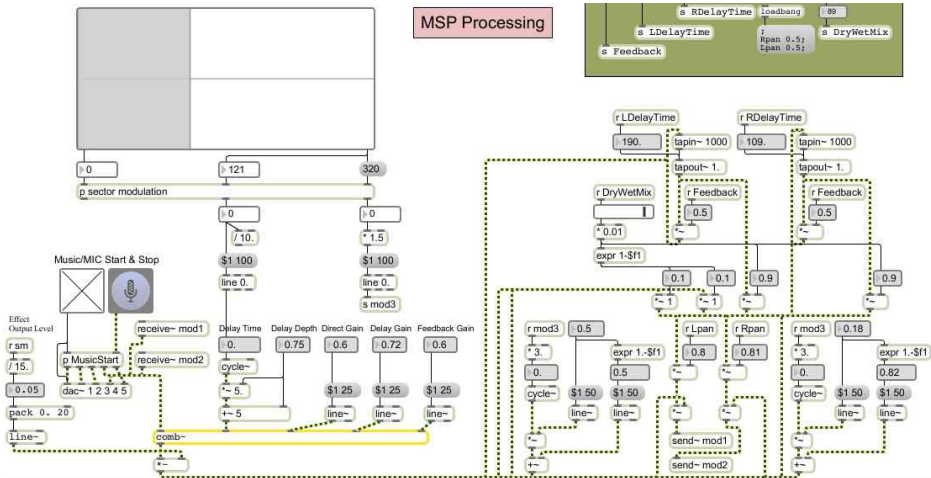 MSP Processing
s RDelayTime
loadbang
89
s LDelayTime
;
Rpan 0.5;
Lpan 0.5;
s DryWetMix
s Feedback
r LDelayTime
r RDelayTime
190.
tapin~ 1000
109.
tapin~ 1000
tapout~ 1.
tapout~ 1.
0
121
320
p sector modulation
r DryWetMix
r Feedback
r Feedback
0
0
0.5
0.5
/ 10.
* 1.5
* 0.01
*~
*~
expr 1-$f1
Music/MIC Start & Stop
$1 100
$1 100
line 0.
line 0.
0.1
0.1
0.9
0.9
s mod3
*~ 1
*~ 1
*~
*~
Effect
Output Level
receive~ mod1
Delay Time
Delay Depth
Direct Gain
Delay Gain
Feedback Gain
r mod3
0.5
r Lpan
r Rpan
r mod3
0.18
r sm
0.
0.75
0.6
0.72
0.6
* 3.
expr 1.-$f1
0.8
0.81
* 3.
expr 1.-$f1
/ 15.
p MusicStart
receive~ mod2
cycle~
0.
0.5
*~
*~
0.
0.82
0.05
dac~ 1 2 3 4 5
*~ 5.
$1 25
$1 25
$1 25
cycle~
$1 50
$1 50
cycle~
$1 50
$1 50
pack 0. 20
+~ 5
line~
line~
line~
line~
line~
*~
*~
line~
line~
line~
comb~
*~
send~ mod1
*~
*~
+~
send~ mod2
+~